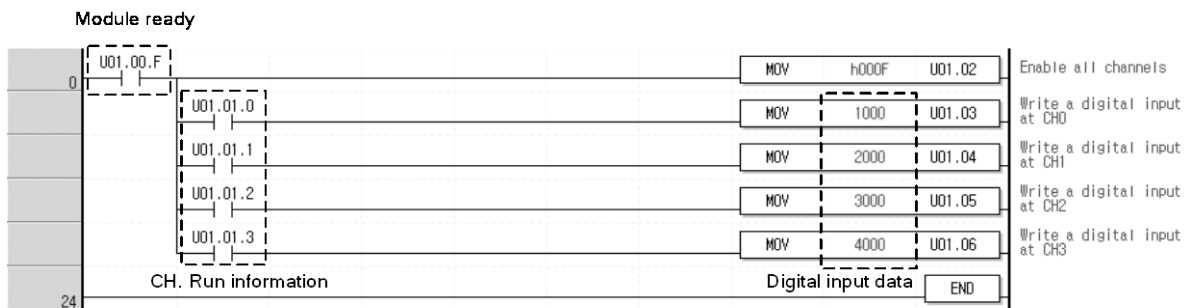 Module ready
U01.00.F
0
MOV h000F U01.02
Enable all channels
U01.01.0
MOV 1000 U01.03
Write a digital input
at CH0
U01.01.1
MOV 2000 U01.04
Write a digital input
at CH1
U01.01.2
MOV 3000 U01.05
Write a digital input
at CH2
U01.01.3
MOV 4000 U01.06
Write a digital input
at CH3
CH. Run information
Digital input data
END
24